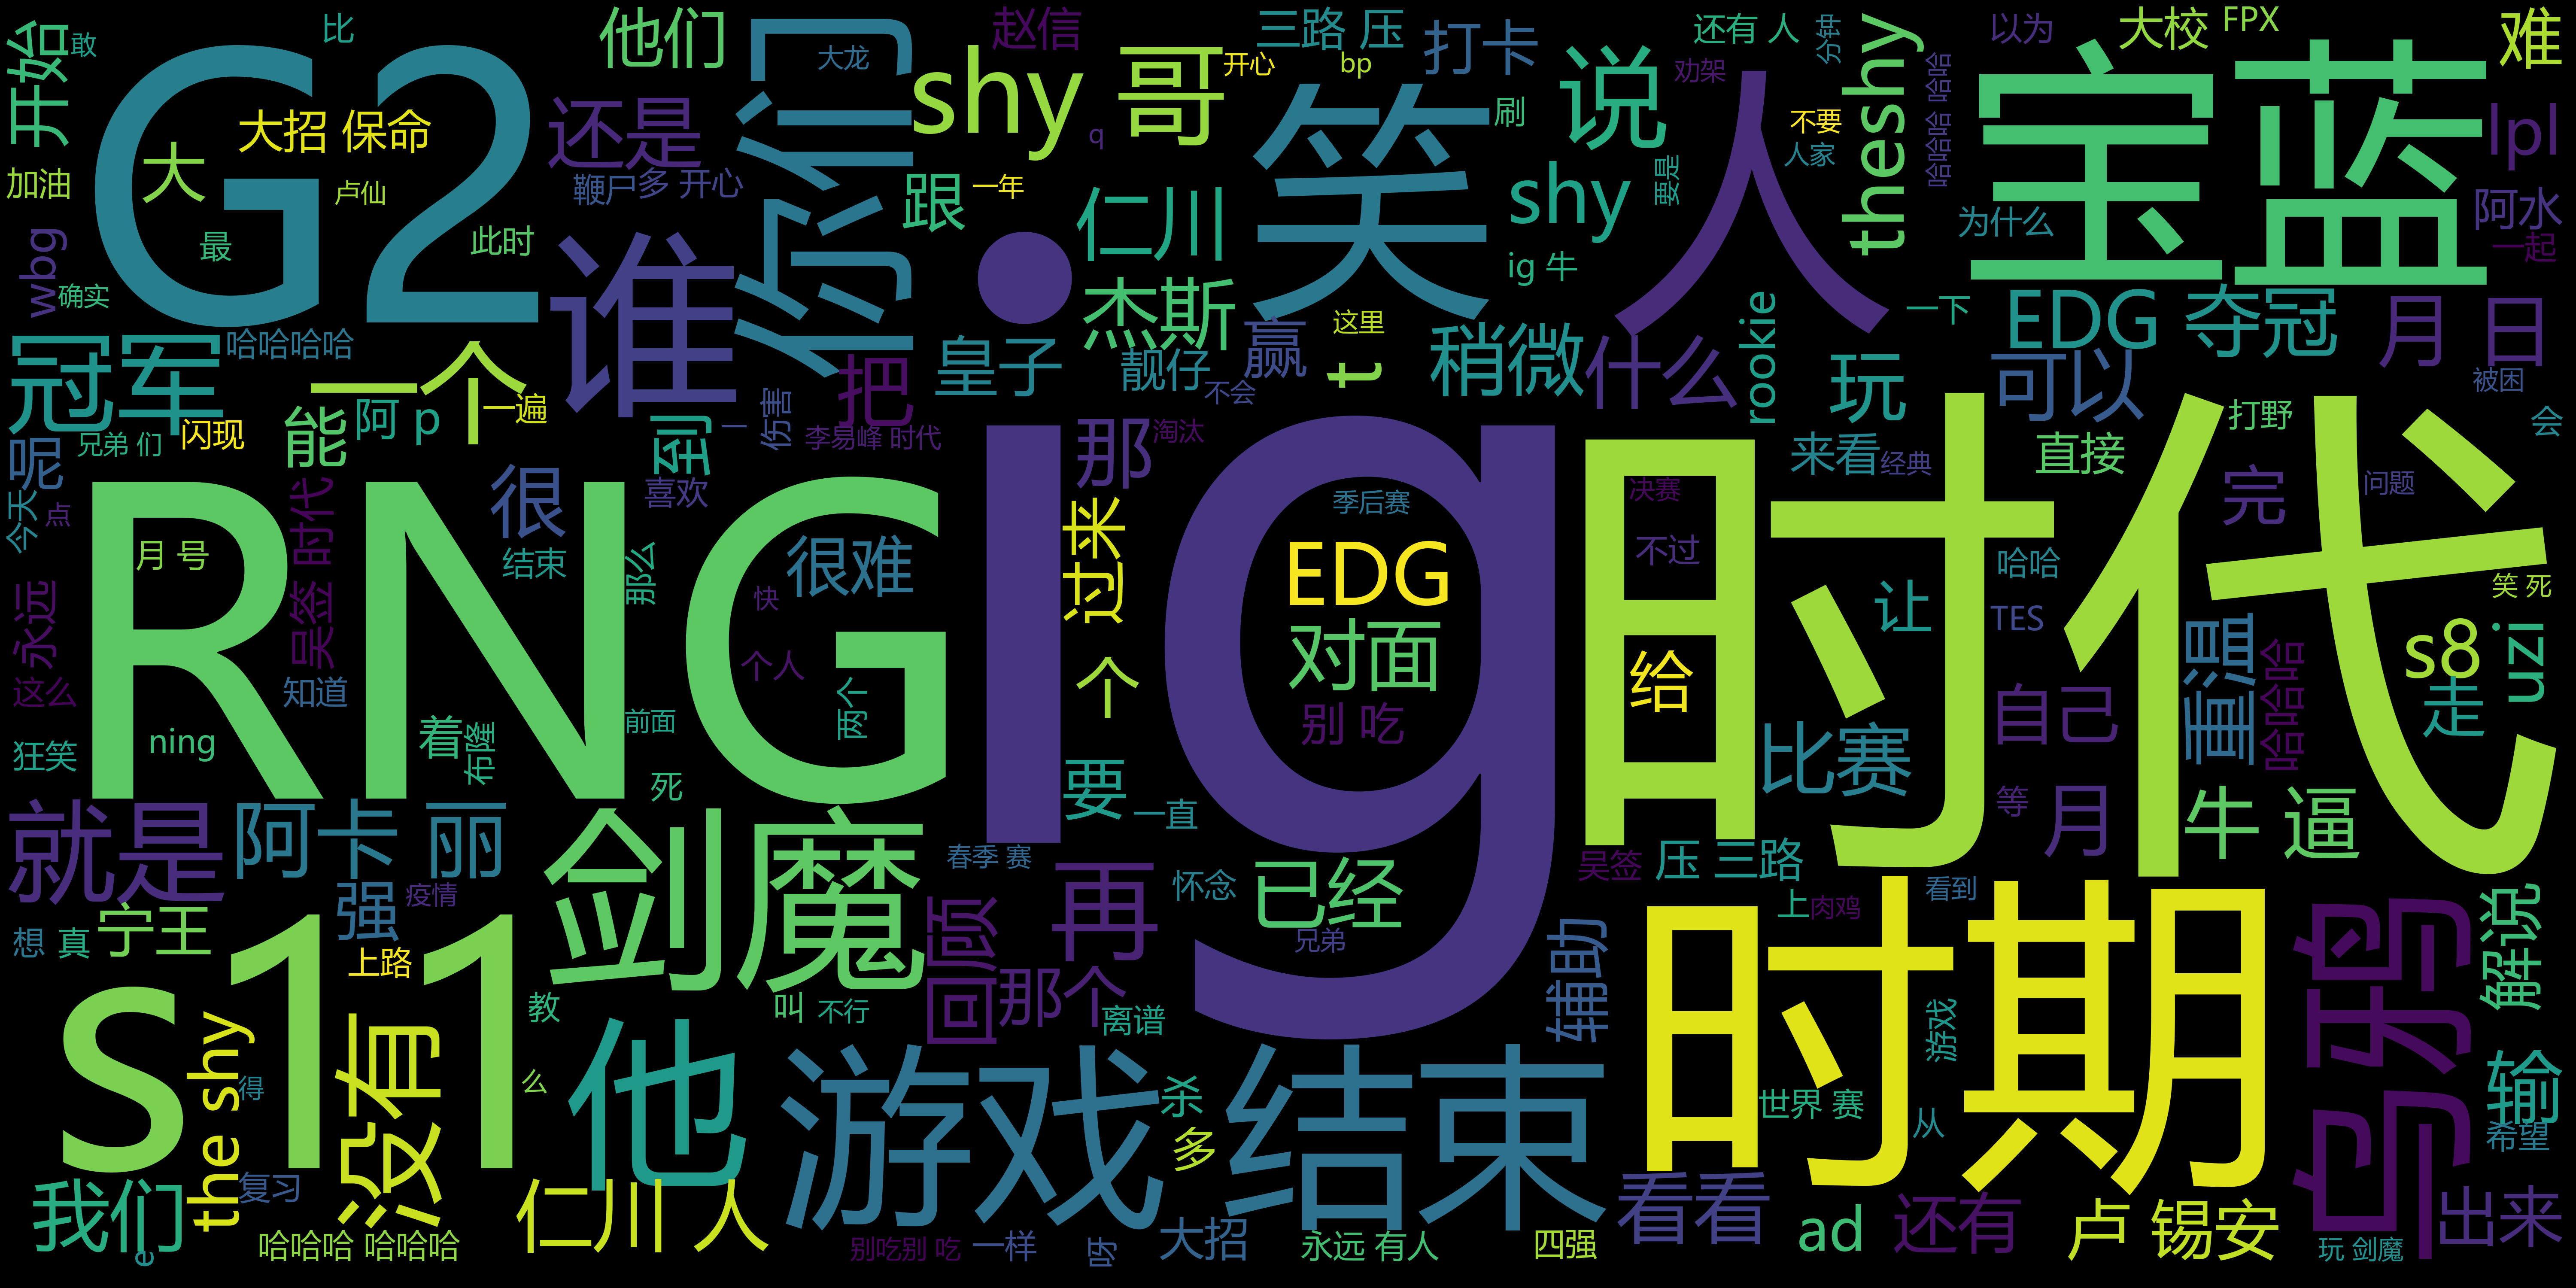 G2
RNG
ig
时代
时期
s11
宝蓝
笑
人
你们
谁
剑魔
游戏 结束
乌鸦
他
没有
就是
冠军
一个
阿卡 丽
仁川 人
我们
the shy
theshy
shy 哥
shy
说
仁川
杰斯
稍微
什么
还是
他们
开始
比
敢
大招 保命
大
加油
卢仙
最
此时
wbg
确实
哈哈哈哈
鞭尸多 开心
大龙
赵信
三路 压
打卡
开心
bp
q
刷
还有 人
劝架
分钟
以为
大校 FPX
难
lpl
阿水
一起
为什么
不要
人家
哈哈哈 哈哈
要是
ig 牛
跟
一年
皇子
靓仔
赢
不会
这里
t
rookie
一下
EDG 夺冠
月 日
玩
可以
被困
打野
会
直接
来看
经典
问题
完
能
阿 p
一遍
闪现
兄弟 们
呢
今天
点
月 号
吴签 时代
永远
这么
知道
很
结束
到
喜欢
一
伤害
李易峰 时代
把
那
淘汰
过来
个
要
一直
那么
很难
快
个人
两个
前面
死
着
布隆
ning
狂笑
季后赛
EDG
对面
别 吃
决赛
不过
给
让
哈哈
TES
比赛
自己
重温
哈哈哈
s8
uzi
走
笑 死
等
月
牛 逼
吴签
压 三路
上
肉鸡
看到
春季 赛
再
怀念
已经
兄弟
回顾
那个
离谱
辅助
解说
输
希望
出来
强
疫情
宁王
想 真
上路
教
叫
不行
么
得
复习
e
哈哈哈 哈哈哈
杀
多
大招
别吃别 吃
一样
呀
永远 有人
四强
看看
ad
还有
卢 锡安
玩 剑魔
世界 赛
从
游戏